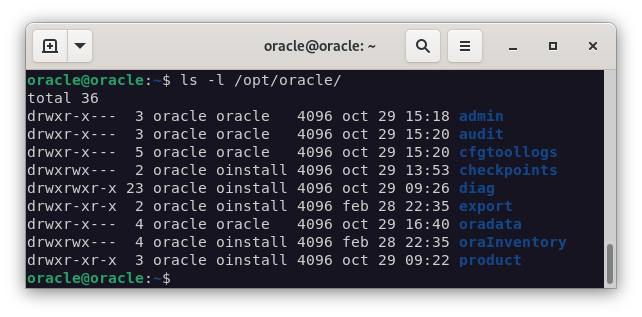 oracle@oracle: ~
oracle@oracle:~$ ls -l /opt/oracle/
total 36
drwxr-x---  3 oracle oracle   4096 oct 29 15:18 admin
drwxr-x---  3 oracle oracle   4096 oct 29 15:20 audit
drwxr-x---  5 oracle oracle   4096 oct 29 15:20 cfgtoollogs
drwxrwx---  2 oracle oinstall 4096 oct 29 13:53 checkpoints
drwxrwxr-x 23 oracle oinstall 4096 oct 29 09:26 diag
drwxr-xr-x  2 oracle oinstall 4096 feb 28 22:35 export
drwxr-x---  4 oracle oracle   4096 oct 29 16:40 oradata
drwxrwx---  4 oracle oinstall 4096 feb 28 22:35 oraInventory
drwxr-xr-x  3 oracle oinstall 4096 oct 29 09:22 product
oracle@oracle:~$